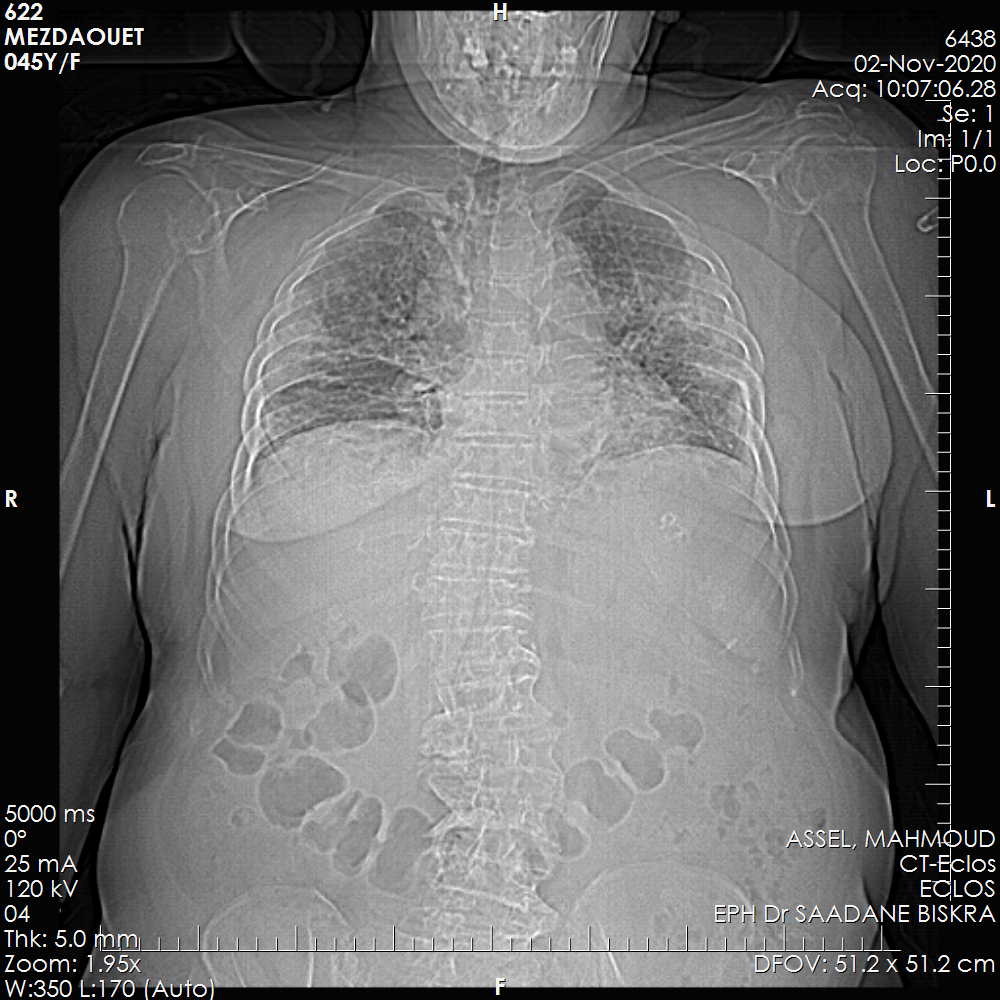 622
MEZDAOUET
045Y/F
H
6438
02-Nov-2020
Acq: 10:07:06.28
Se: 1
Im: 1/1
Loc: P0.0
R
L
5000 ms
0°
25 mA
120 kV
04
Thk: 5.0 mm
Zoom: 1.95x
W:350 L:170 (Auto)
F
ASSEL, MAHMOUD
CT-Eclos
ECLOS
EPH Dr SAADANE BISKRA
DFOV: 51.2 x 51.2 cm